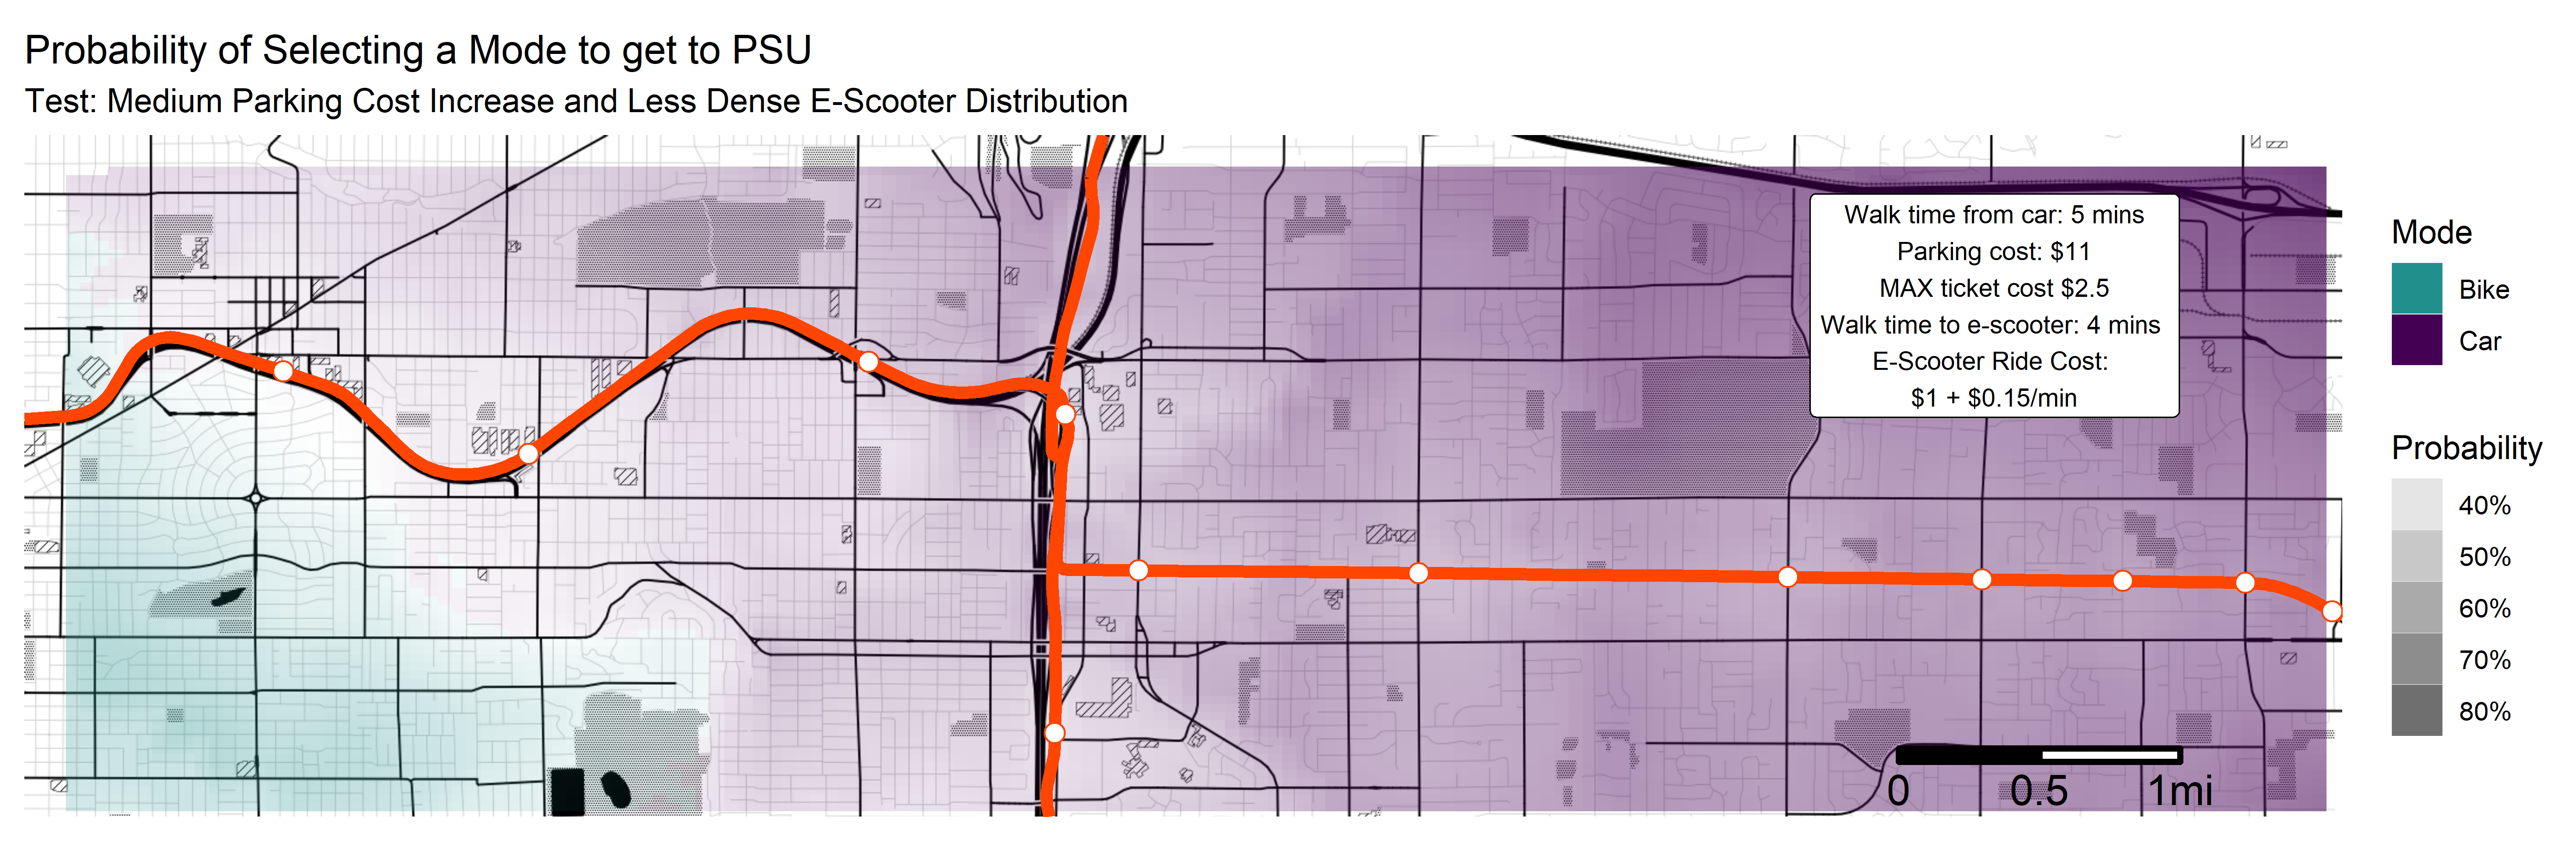 Probability of Selecting a Mode to get to PSU
Test: Medium Parking Cost Increase and Less Dense E-Scooter Distribution
Walk time from car: 5 mins
Parking cost: $11
MAX ticket cost $2.5
Walk time to e-scooter: 4 mins
E-Scooter Ride Cost:
$1 + $0.15/min
Mode
Bike
Car
Probability
40%
50%
60%
70%
80%
0 0.5 1mi